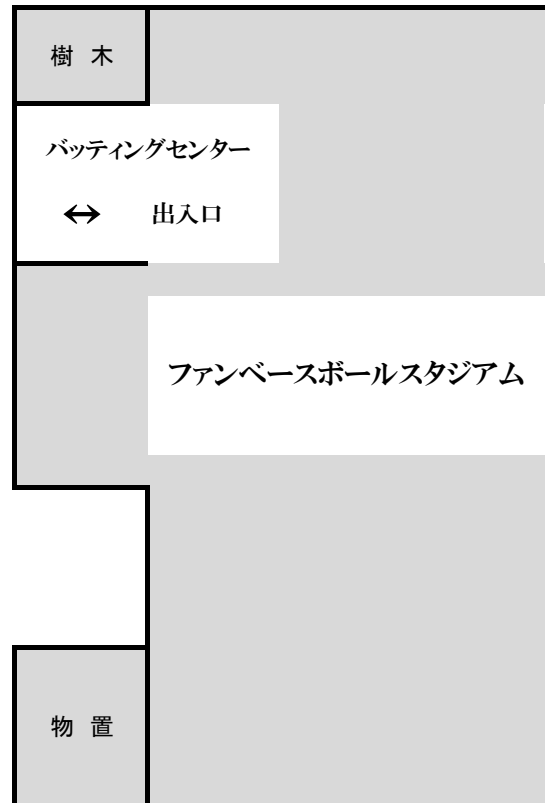 樹 木
バッティングセンター
↔ 出入口
ファンベースボールスタジアム
物 置